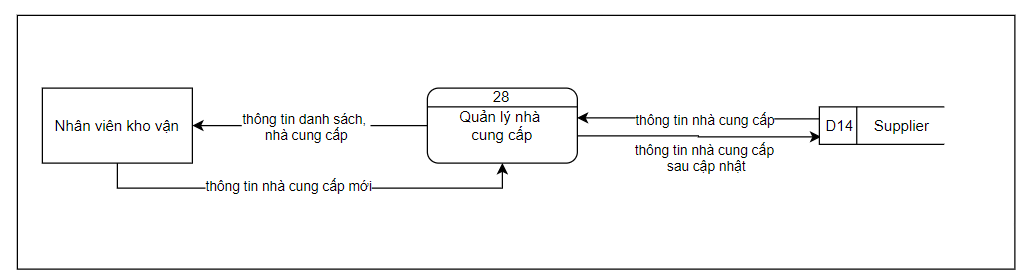 Nhân viên kho vận
thông tin danh sách,
nhà cung cấp
28
Quản lý nhà
cung cấp
thông tin nhà cung cấp
D14
Supplier
thông tin nhà cung cấp
sau cập nhật
thông tin nhà cung cấp mới